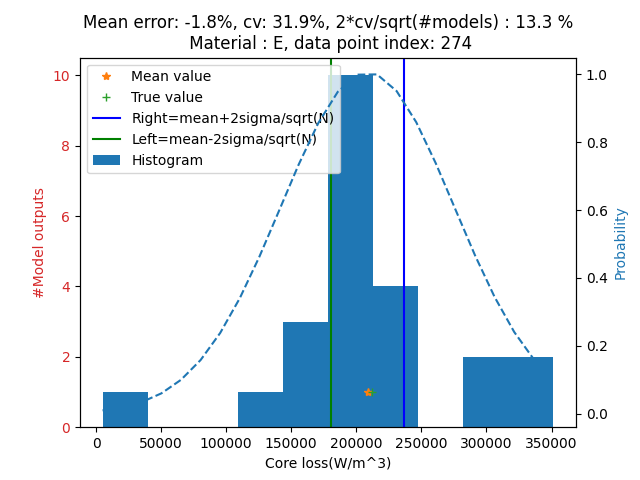 Mean error: -1.8%, cv: 31.9%, 2*cv/sqrt(#models) : 13.3 %
Material : E, data point index: 274
Mean value
True value
Right=mean+2sigma/sqrt(N)
Left=mean-2sigma/sqrt(N)
Histogram
#Model outputs
10
8
6
4
2
0
1.0
0.8
0.6
0.4
0.2
0.0
Probability
0 50000 100000 150000 200000 250000 300000 350000
Core loss(W/m^3)